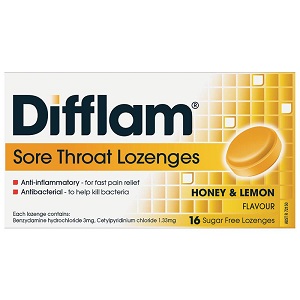 Difflam®
Sore Throat Lozenges
• Anti-inflammatory - for fast pain relief
• Antibacterial - to help kill bacteria
HONEY & LEMON
FLAVOUR
Each lozenge contains:
Benzydamine hydrochloride 3mg, Cetylpyridinium chloride 1.33mg
16 Sugar Free Lozenges